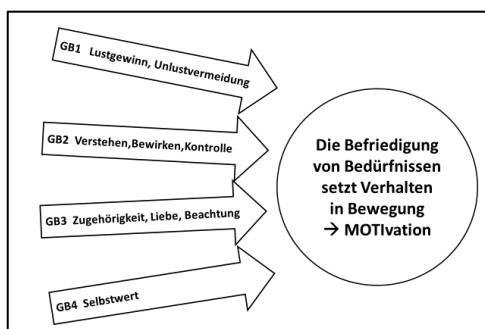 GB1 Lustgewinn, Unlustvermeidung
GB2 Verstehen,Bewirken,Kontrolle
GB3 Zugehörigkeit, Liebe, Beachtung
GB4 Selbstwert
Die Befriedigung
von Bedürfnissen
setzt Verhalten
in Bewegung
→ MOTIvation